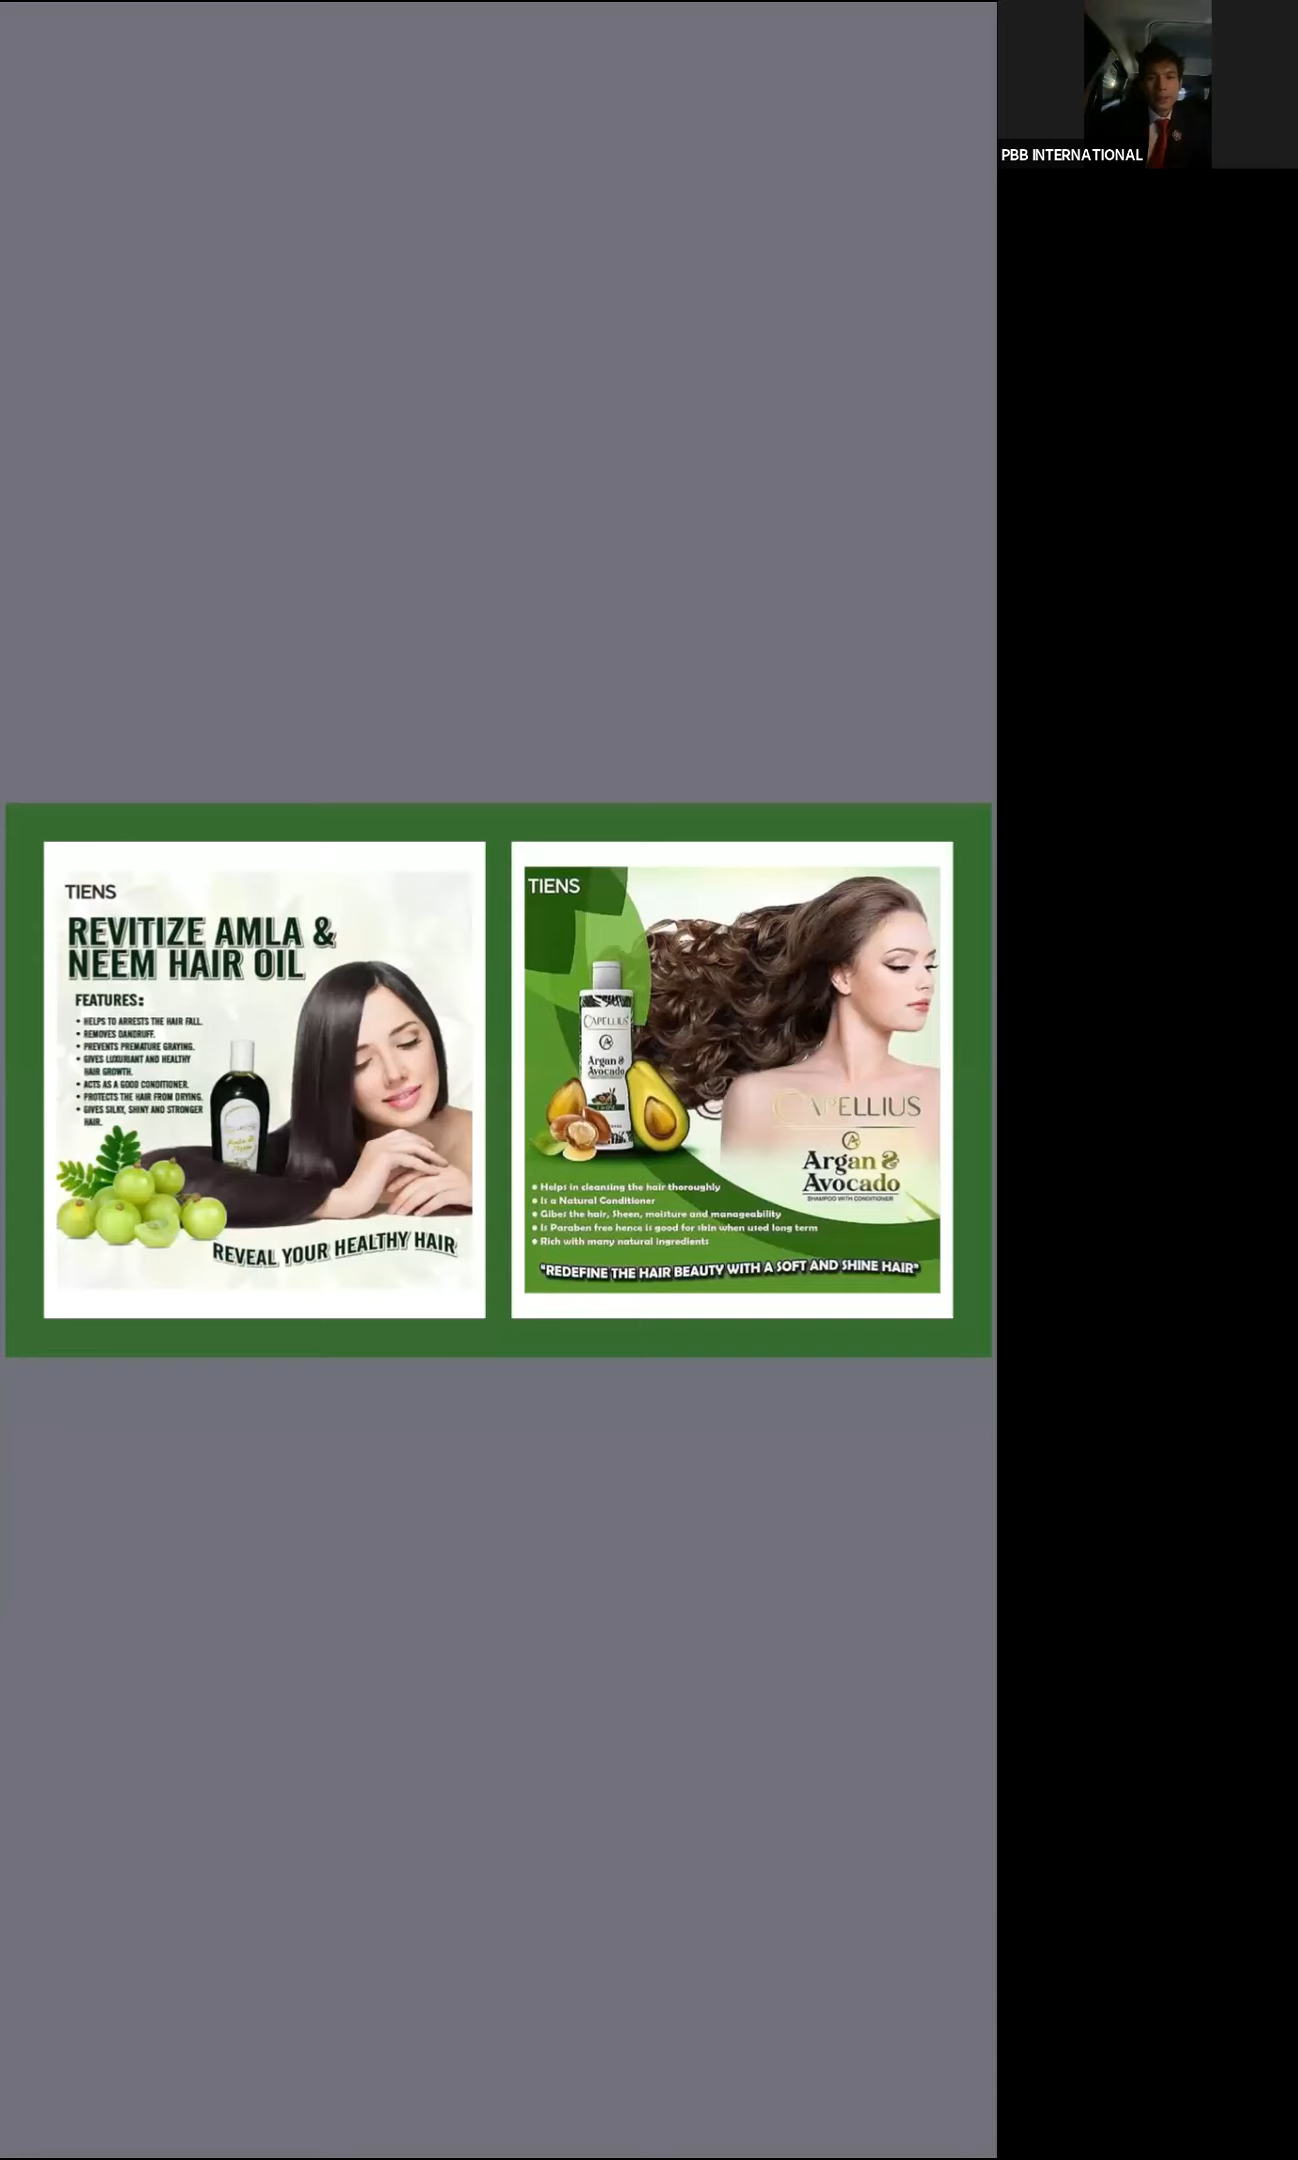 PBB INTERNATIONAL
TIENS
REVITIZE AMLA &
NEEM HAIR OIL
FEATURES:
• HELPS TO ARRESTS THE HAIR FALL.
• REMOVES DANDRUFF.
• PREVENTS PREMATURE GRAYING.
• GIVES LUXURIANT AND HEALTHY
HAIR GROWTH.
• ACTS AS A GOOD CONDITIONER.
• PROTECTS THE HAIR FROM DRYING.
• GIVES SILKY, SHINY AND STRONGER
HAIR.
REVEAL YOUR HEALTHY HAIR
TIENS
CAPELLIUS
Argan &
Avocado
CAPELLIUS
Argan &
Avocado
SHAMPOO WITH CONDITIONER
• Helps in cleansing the hair thoroughly
• Is a Natural Conditioner
• Gibes the hair, Sheen, moisture and manageability
• Is Paraben free hence is good for skin when used long term
• Rich with many natural ingredients
"REDEFINE THE HAIR BEAUTY WITH A SOFT AND SHINE HAIR"